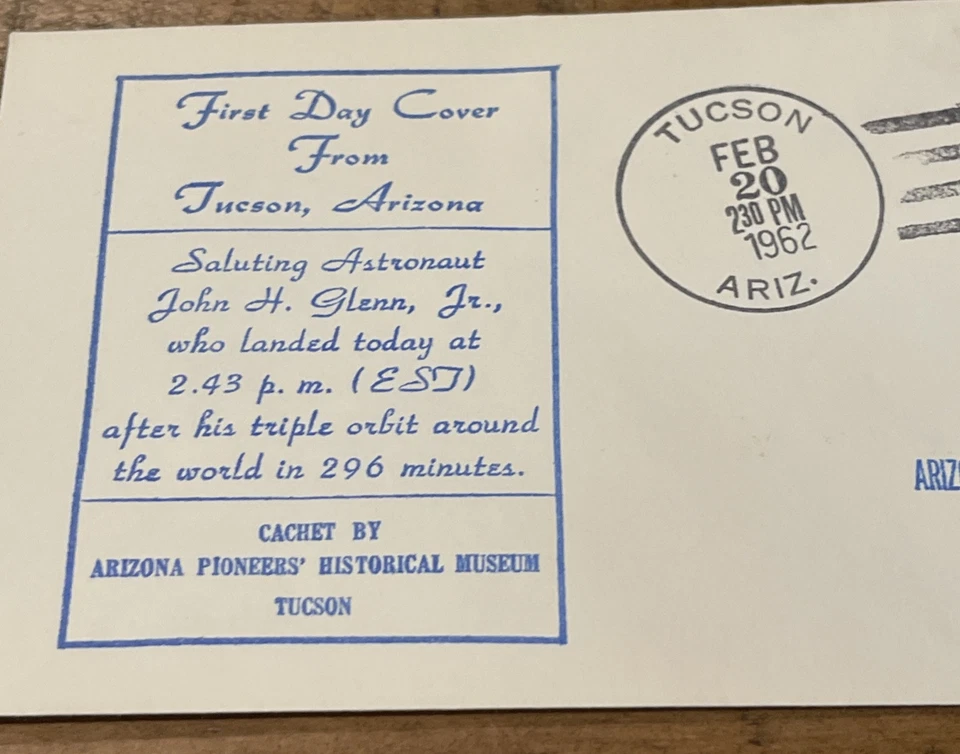 First Day Cover
From
Tucson, Arizona
Saluting Astronaut
John H. Glenn, Jr.,
who landed today at
2.43 p. m. (EST)
after his triple orbit around
the world in 296 minutes.
CACHET BY
ARIZONA PIONEERS' HISTORICAL MUSEUM
TUCSON
TUCSON
FEB
20
230 PM
1962
ARIZ.
ARIZ